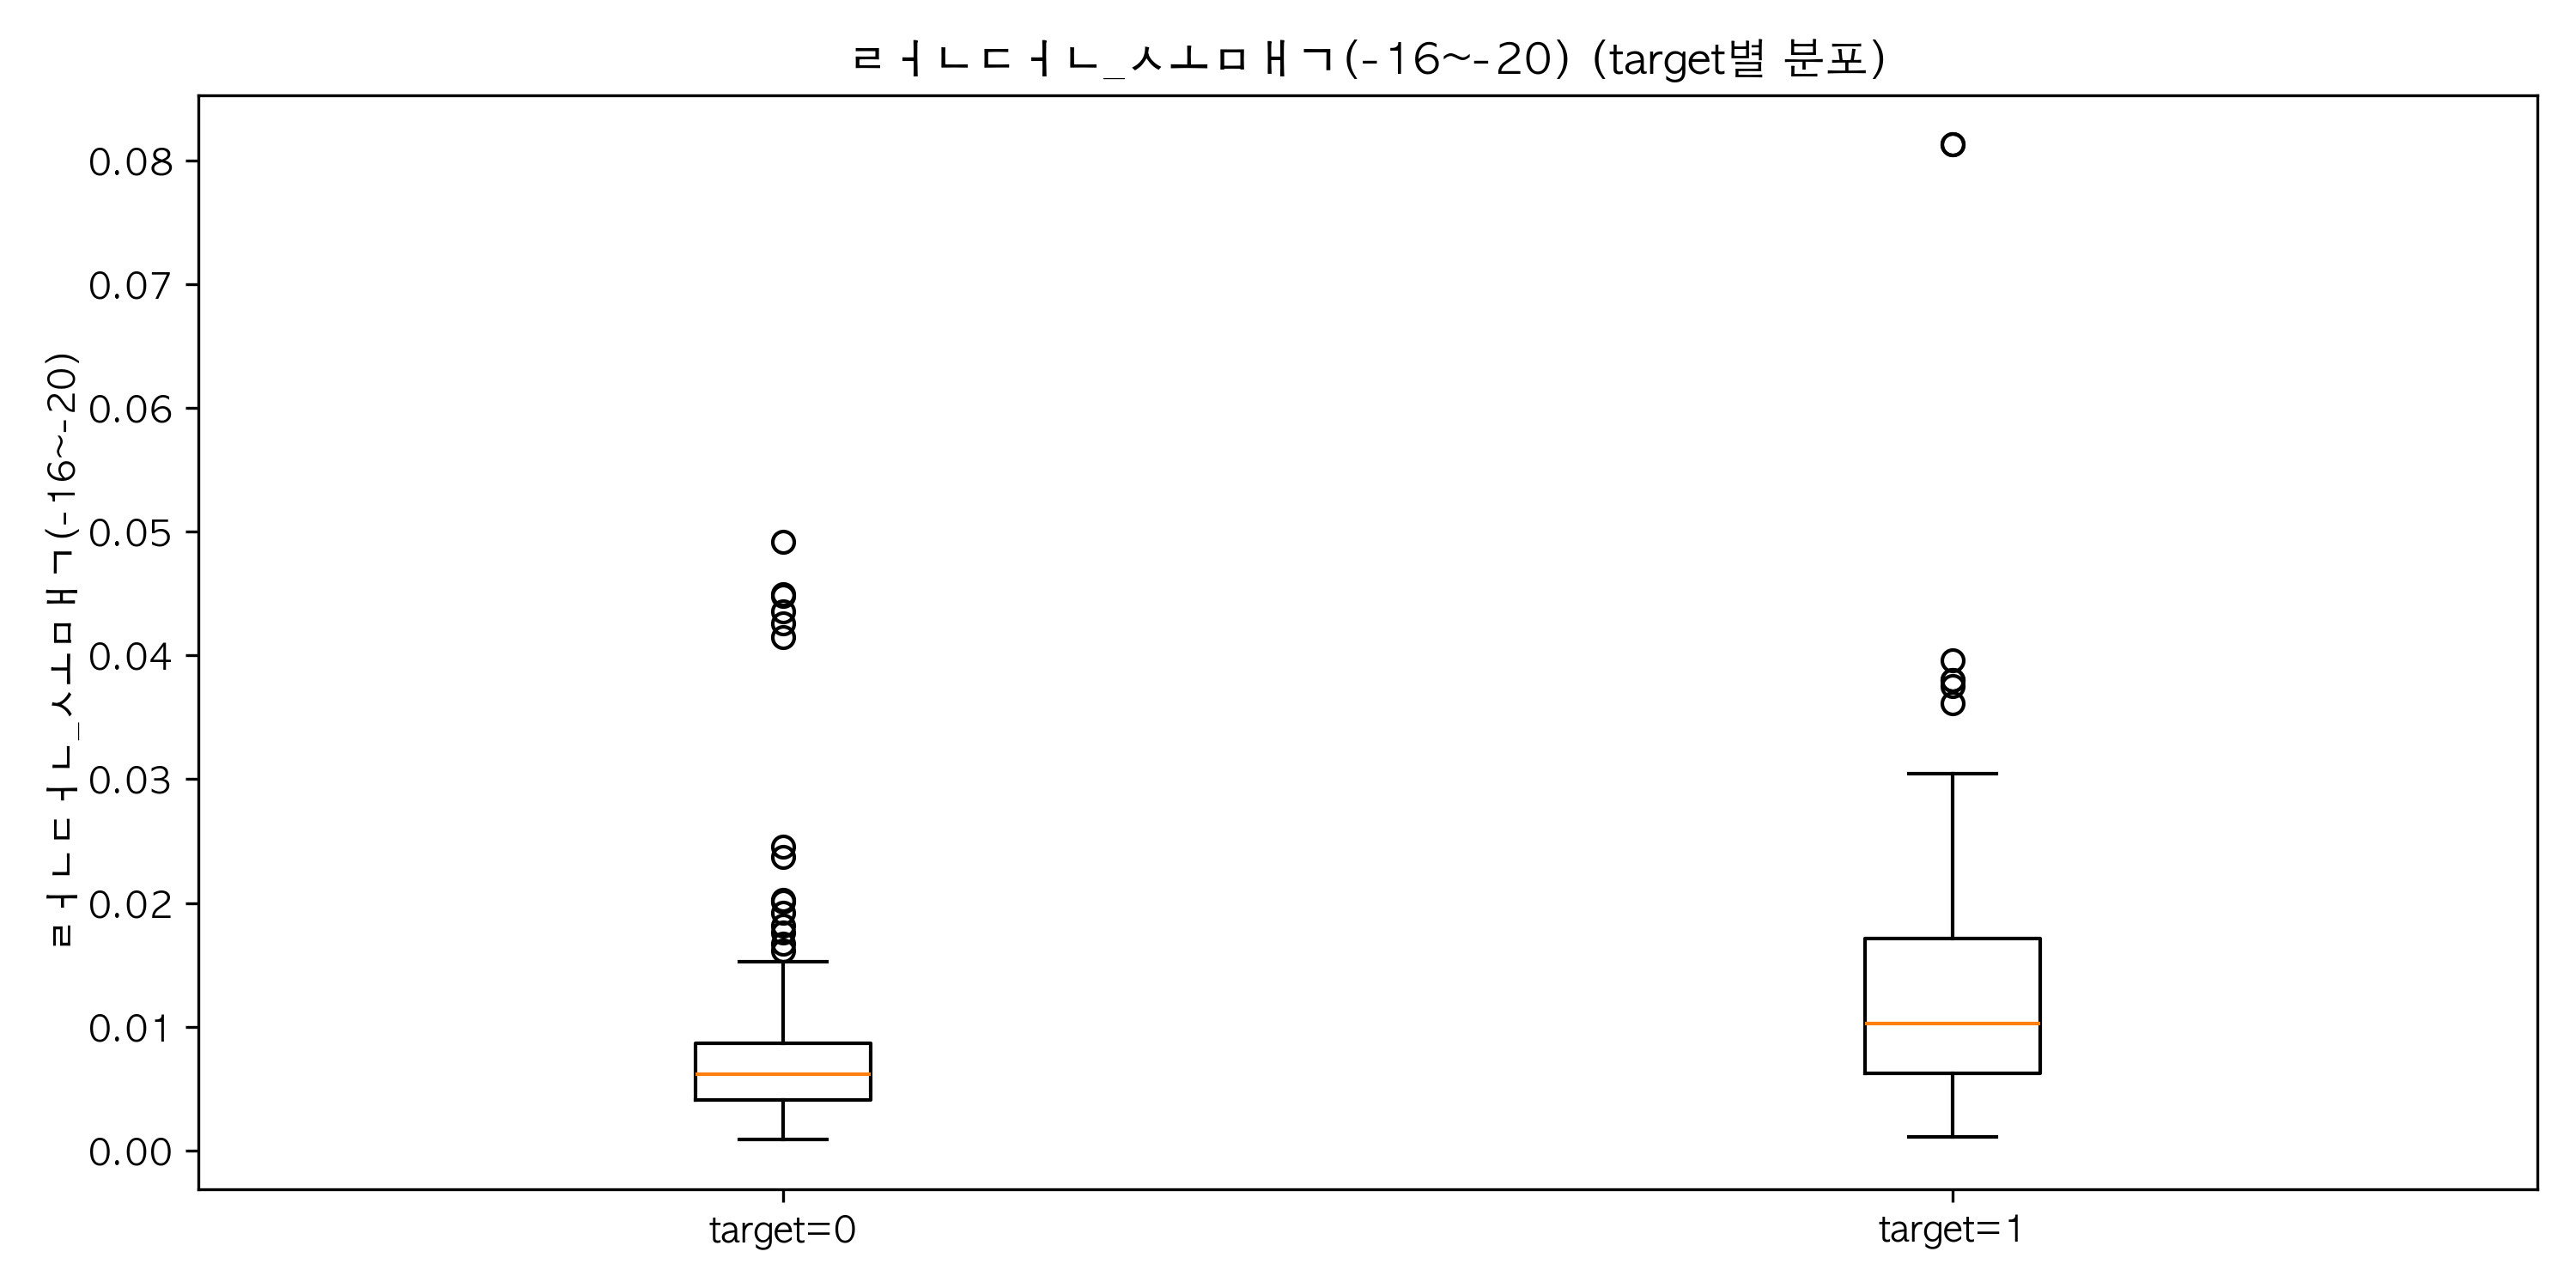 ㄹㅓㄴㄷㅓㄴ_ㅅㅗㅁㅐㄱ(-16~-20) (target별 분포)
ㄹㅓㄴㄷㅓㄴ_ㅅㅗㅁㅐㄱ(-16~-20)
0.08
0.07
0.06
0.05
0.04
0.03
0.02
0.01
0.00
target=0
target=1